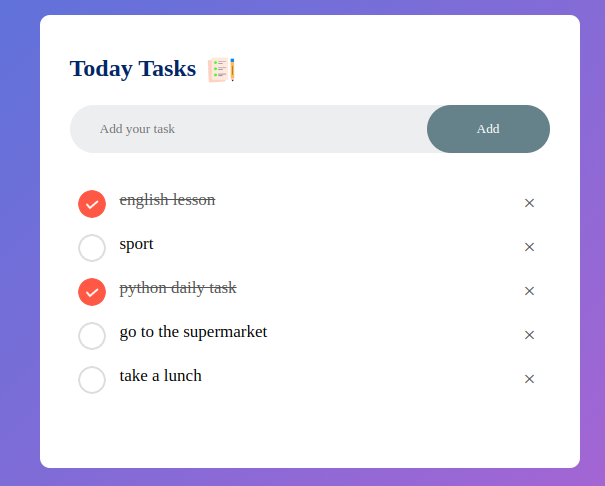 Today Tasks
Add your task
Add
english lesson
sport
python daily task
go to the supermarket
take a lunch